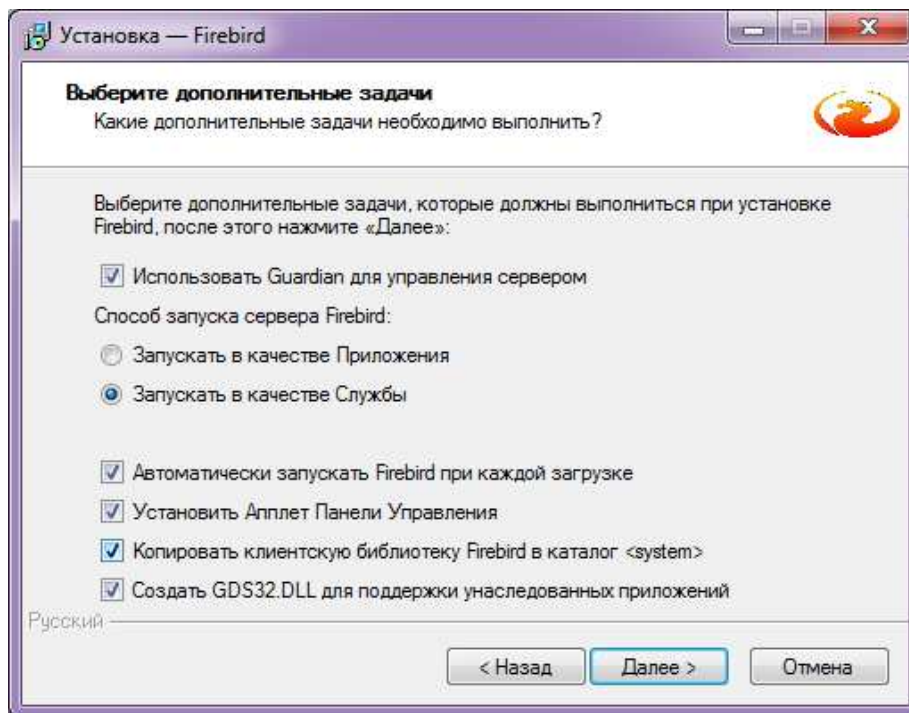 Установка — Firebird
Выберите дополнительные задачи
Какие дополнительные задачи необходимо выполнить?
Выберите дополнительные задачи, которые должны выполниться при установке
Firebird, после этого нажмите «Далее»:
Использовать Guardian для управления сервером
Способ запуска сервера Firebird:
Запускать в качестве Приложения
Запускать в качестве Службы
Автоматически запускать Firebird при каждой загрузке
Установить Апплет Панели Управления
Копировать клиентскую библиотеку Firebird в каталог <system>
Создать GDS32.DLL для поддержки унаследованных приложений
Русский
< Назад
Далее >
Отмена